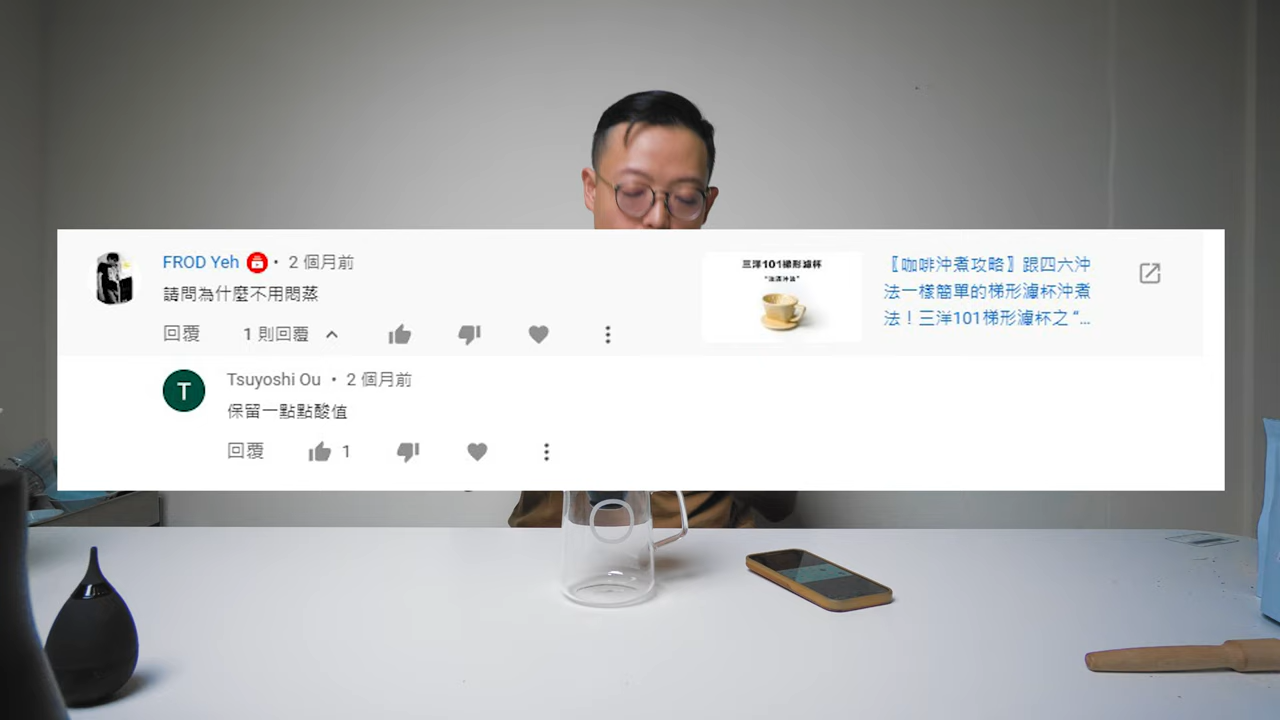 FROD Yeh • 2 個月前
請問為什麼不用悶蒸
回覆 1 則回覆
三洋101梯形濾杯
〖咖啡沖煮攻略〗跟四六沖
法一樣簡單的梯形濾杯沖煮
法！三洋101梯形濾杯之 “...
T
Tsuyoshi Ou • 2 個月前
保留一點點酸值
回覆 1